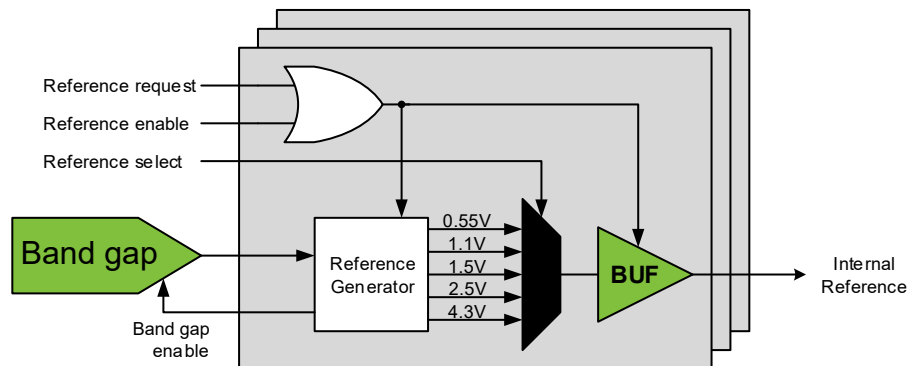 Reference request
Reference enable
Reference select
Band gap
Band gap
enable
Reference
Generator
0.55V
1.1V
1.5V
2.5V
4.3V
BUF
Internal
Reference